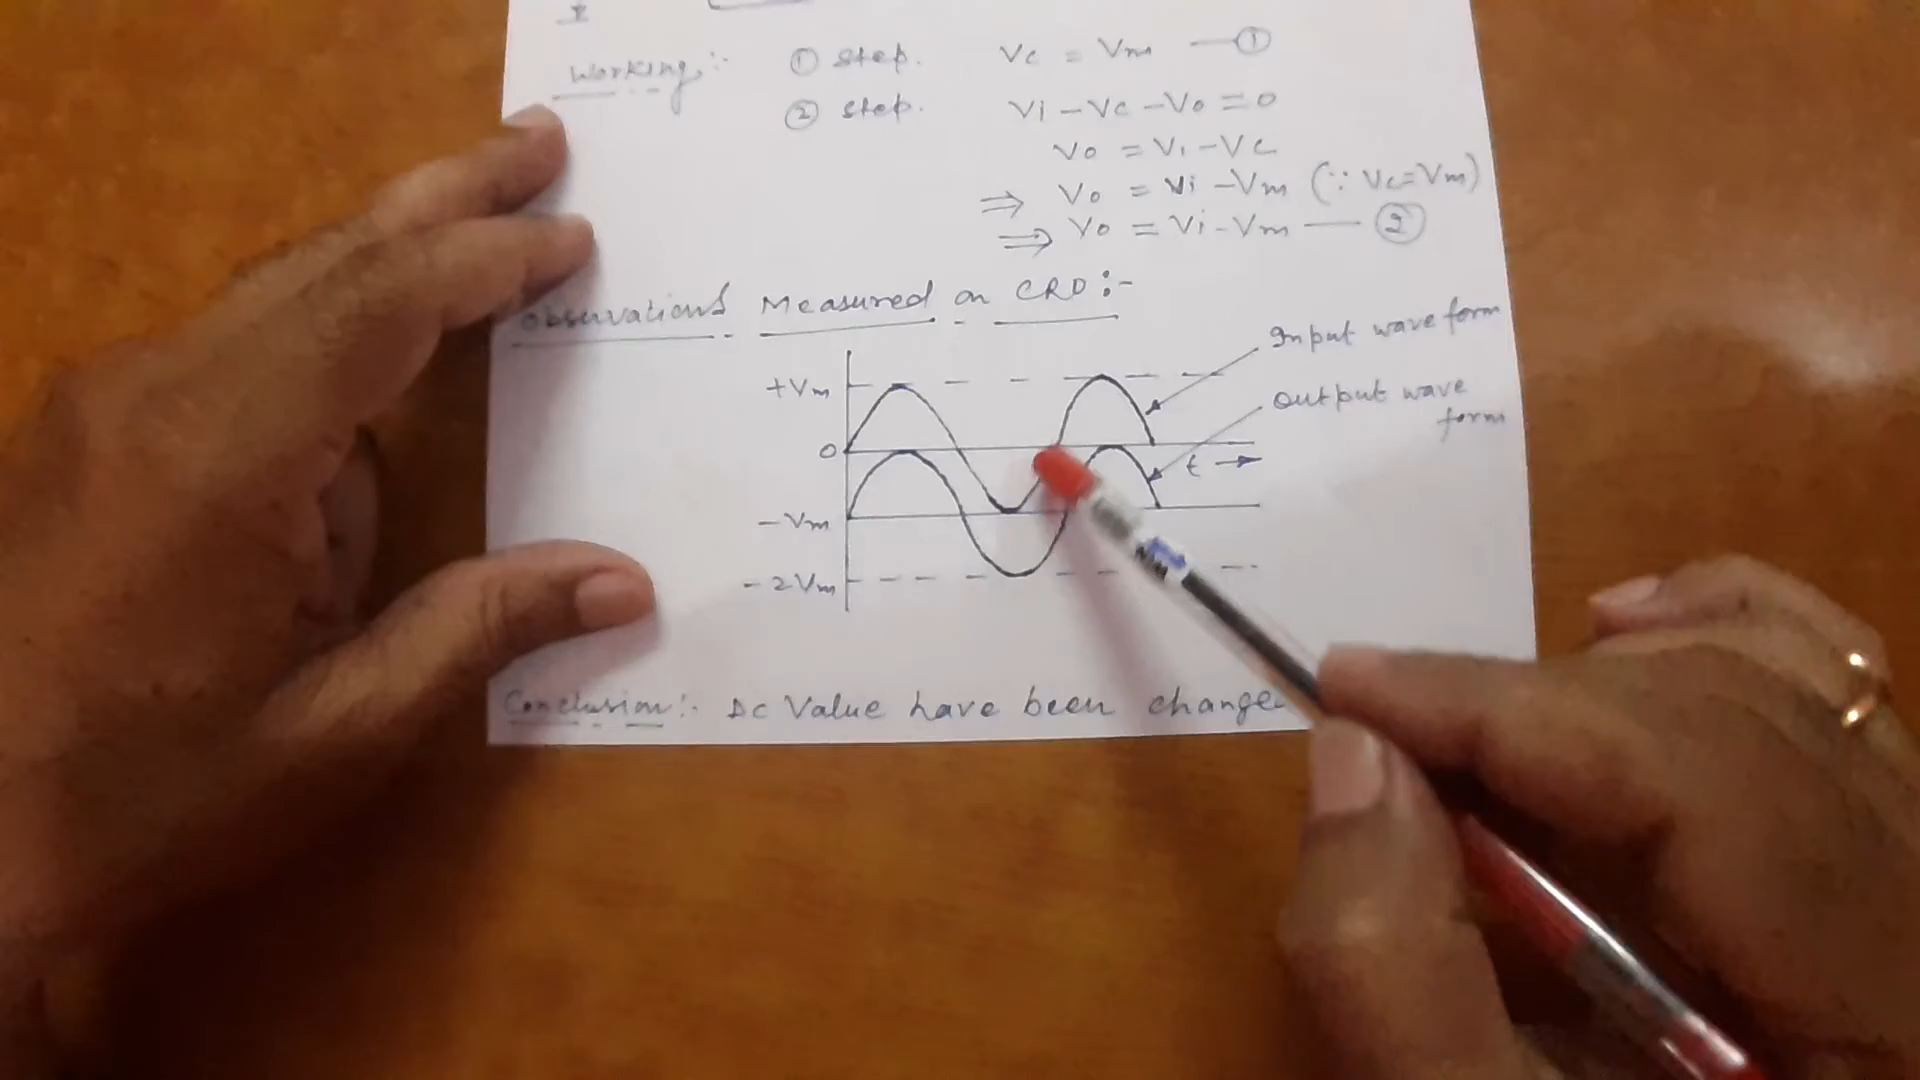 Working :-
① step. Vc = Vm — ①
② step. Vi - Vc - Vo = 0
Vo = Vi - Vc
⇒ Vo = Vi - Vm (∵ Vc = Vm)
⇒ Vo = Vi - Vm — ②
Observations Measured on CRO :-
Input wave form
Output wave
form
+Vm
0
t →
-Vm
-2Vm
Conclusion :- Dc Value have been change